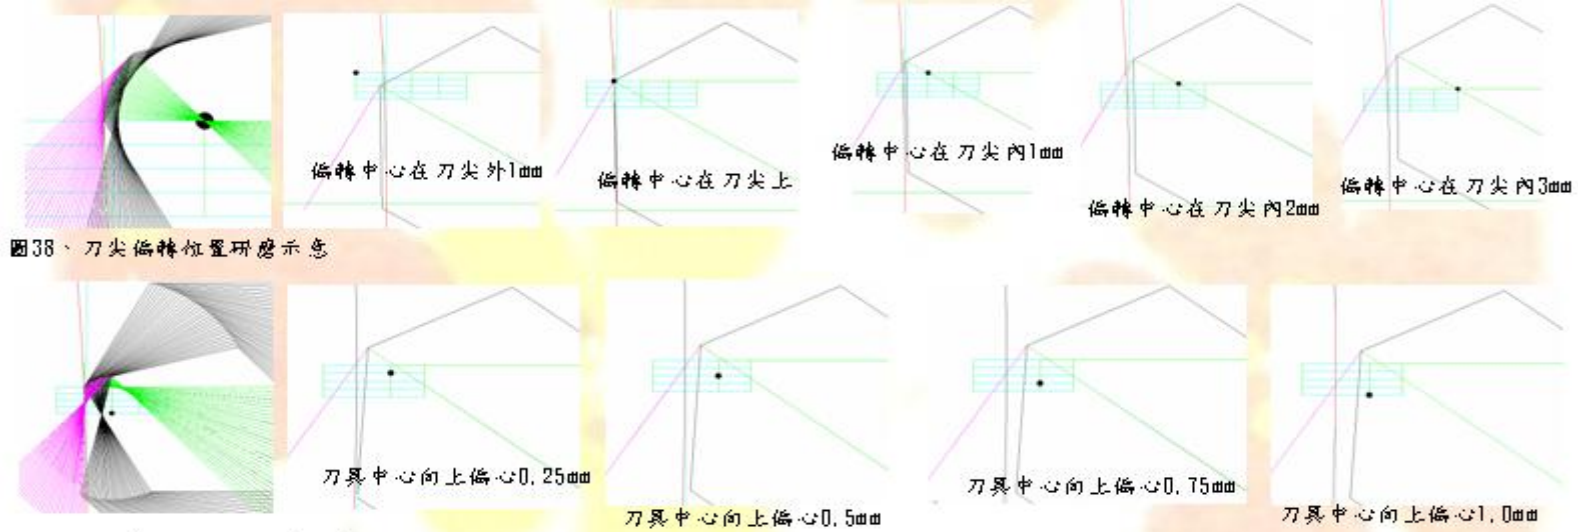 偏轉中心在刀尖外1mm
偏轉中心在刀尖上
偏轉中心在刀尖內1mm
偏轉中心在刀尖內2mm
偏轉中心在刀尖內3mm
圖38、刀尖偏轉位置研磨示意
刀具中心向上偏心0,25mm
刀具中心向上偏心0,5mm
刀具中心向上偏心0,75mm
刀具中心向上偏心1,0mm